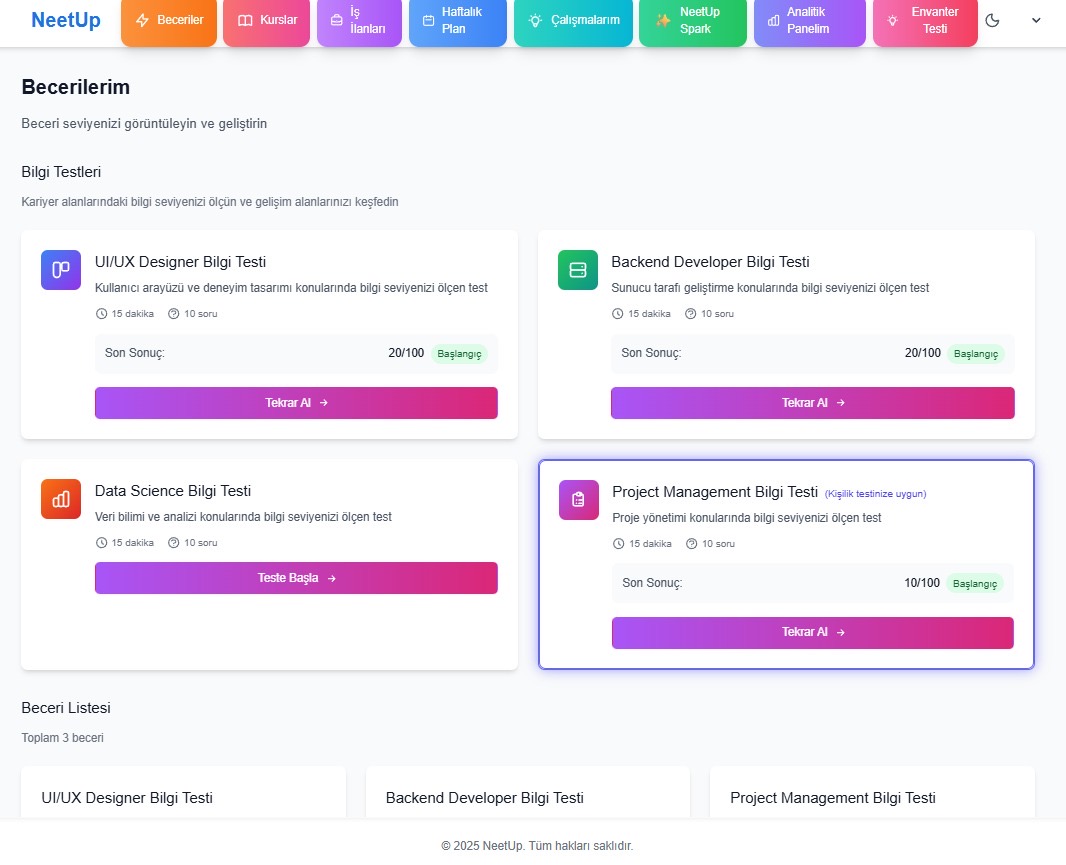 NeetUp
Beceriler
Kurslar
İş
İlanları
Haftalık
Plan
Çalışmalarım
NeetUp
Spark
Analitik
Panelim
Envanter
Testi
Becerilerim
Beceri seviyenizi görüntüleyin ve geliştirin
Bilgi Testleri
Kariyer alanlarındaki bilgi seviyenizi ölçün ve gelişim alanlarınızı keşfedin
UI/UX Designer Bilgi Testi
Kullanıcı arayüzü ve deneyim tasarımı konularında bilgi seviyenizi ölçen test
15 dakika 10 soru
Son Sonuç: 20/100 Başlangıç
Tekrar Al →
Backend Developer Bilgi Testi
Sunucu tarafı geliştirme konularında bilgi seviyenizi ölçen test
15 dakika 10 soru
Son Sonuç: 20/100 Başlangıç
Tekrar Al →
Data Science Bilgi Testi
Veri bilimi ve analizi konularında bilgi seviyenizi ölçen test
15 dakika 10 soru
Teste Başla →
Project Management Bilgi Testi (Kişilik testinize uygun)
Proje yönetimi konularında bilgi seviyenizi ölçen test
15 dakika 10 soru
Son Sonuç: 10/100 Başlangıç
Tekrar Al →
Beceri Listesi
Toplam 3 beceri
UI/UX Designer Bilgi Testi
Backend Developer Bilgi Testi
Project Management Bilgi Testi
© 2025 NeetUp. Tüm hakları saklıdır.